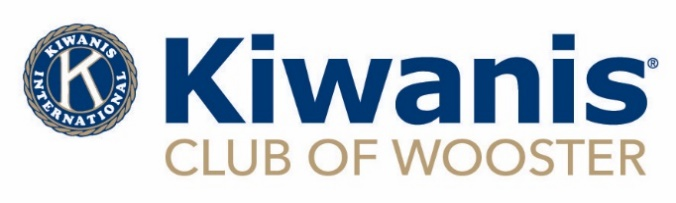 KIWANIS
K
INTERNATIONAL
Kiwanis®
CLUB OF WOOSTER